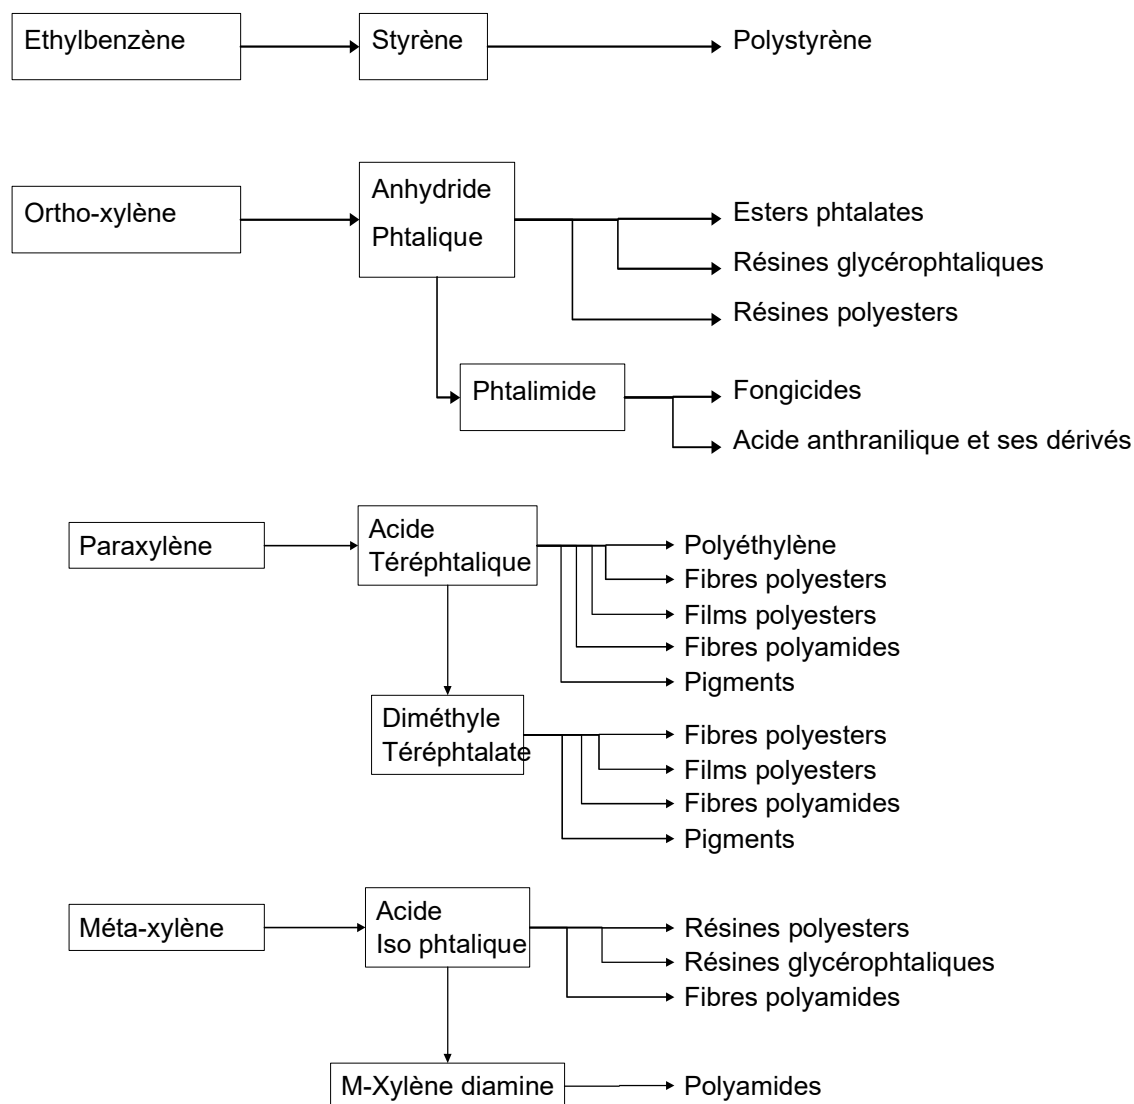 Ethylbenzène
Styrène
Polystyrène
Ortho-xylène
Anhydride
Phtalique
Esters phtalates
Résines glycérophtaliques
Résines polyesters
Phtalimide
Fongicides
Acide anthranilique et ses dérivés
Paraxylène
Acide
Téréphtalique
Polyéthylène
Fibres polyesters
Films polyesters
Fibres polyamides
Pigments
Diméthyle
Téréphtalate
Fibres polyesters
Films polyesters
Fibres polyamides
Pigments
Méta-xylène
Acide
Iso phtalique
Résines polyesters
Résines glycérophtaliques
Fibres polyamides
M-Xylène diamine
Polyamides